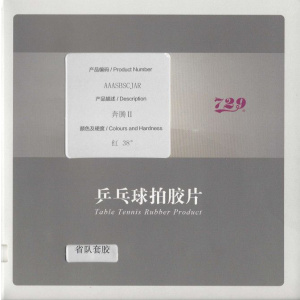 产品编码 / Product Number
AAASHSCJAR
产品描述 / Description
奔腾 II
颜色及硬度 / Colours and Hardness
红 39°
729
乒乓球拍胶片
Table Tennis Rubber Product
省队套胶